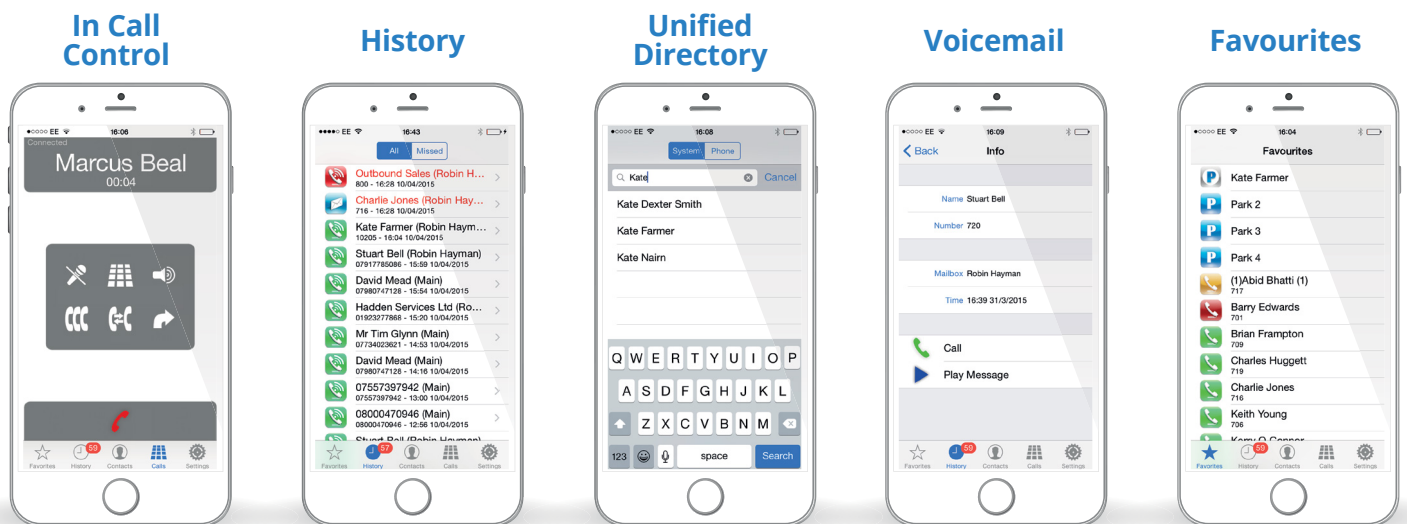 In Call
Control
History
Unified
Directory
Voicemail
Favourites
EE 16:06
Connected
Marcus Beal
00:04
59
Favorites History Contacts Calls Settings
EE 16:43
All Missed
Outbound Sales (Robin H...
800 - 16:28 10/04/2015
Charlie Jones (Robin Hay...
716 - 16:28 10/04/2015
Kate Farmer (Robin Haym...
10205 - 16:04 10/04/2015
Stuart Bell (Robin Hayman)
07917785086 - 15:59 10/04/2015
David Mead (Main)
07980747128 - 15:54 10/04/2015
Hadden Services Ltd (Ro...
01923277868 - 15:20 10/04/2015
Mr Tim Glynn (Main)
07734023621 - 14:53 10/04/2015
David Mead (Main)
07980747128 - 14:16 10/04/2015
07557397942 (Main)
07557397942 - 13:00 10/04/2015
08000470946 (Main)
08000470946 - 12:56 10/04/2015
Stuart Bell (Robin Hayman)
57
Favorites History Contacts Calls Settings
EE 16:08
System Phone
Kate Cancel
Kate Dexter Smith
Kate Farmer
Kate Nairn
Q W E R T Y U I O P
A S D F G H J K L
Z X C V B N M
123 space Search
EE 16:09
Back Info
Name Stuart Bell
Number 720
Mailbox Robin Hayman
Time 16:39 31/3/2015
Call
Play Message
59
Favorites History Contacts Calls Settings
EE 16:04
Favourites
P Kate Farmer
P Park 2
P Park 3
P Park 4
(1)Abid Bhatti (1)
717
Barry Edwards
701
Brian Frampton
709
Charles Huggett
719
Charlie Jones
716
Keith Young
706
Kerry O Connor
59
Favorites History Contacts Calls Settings